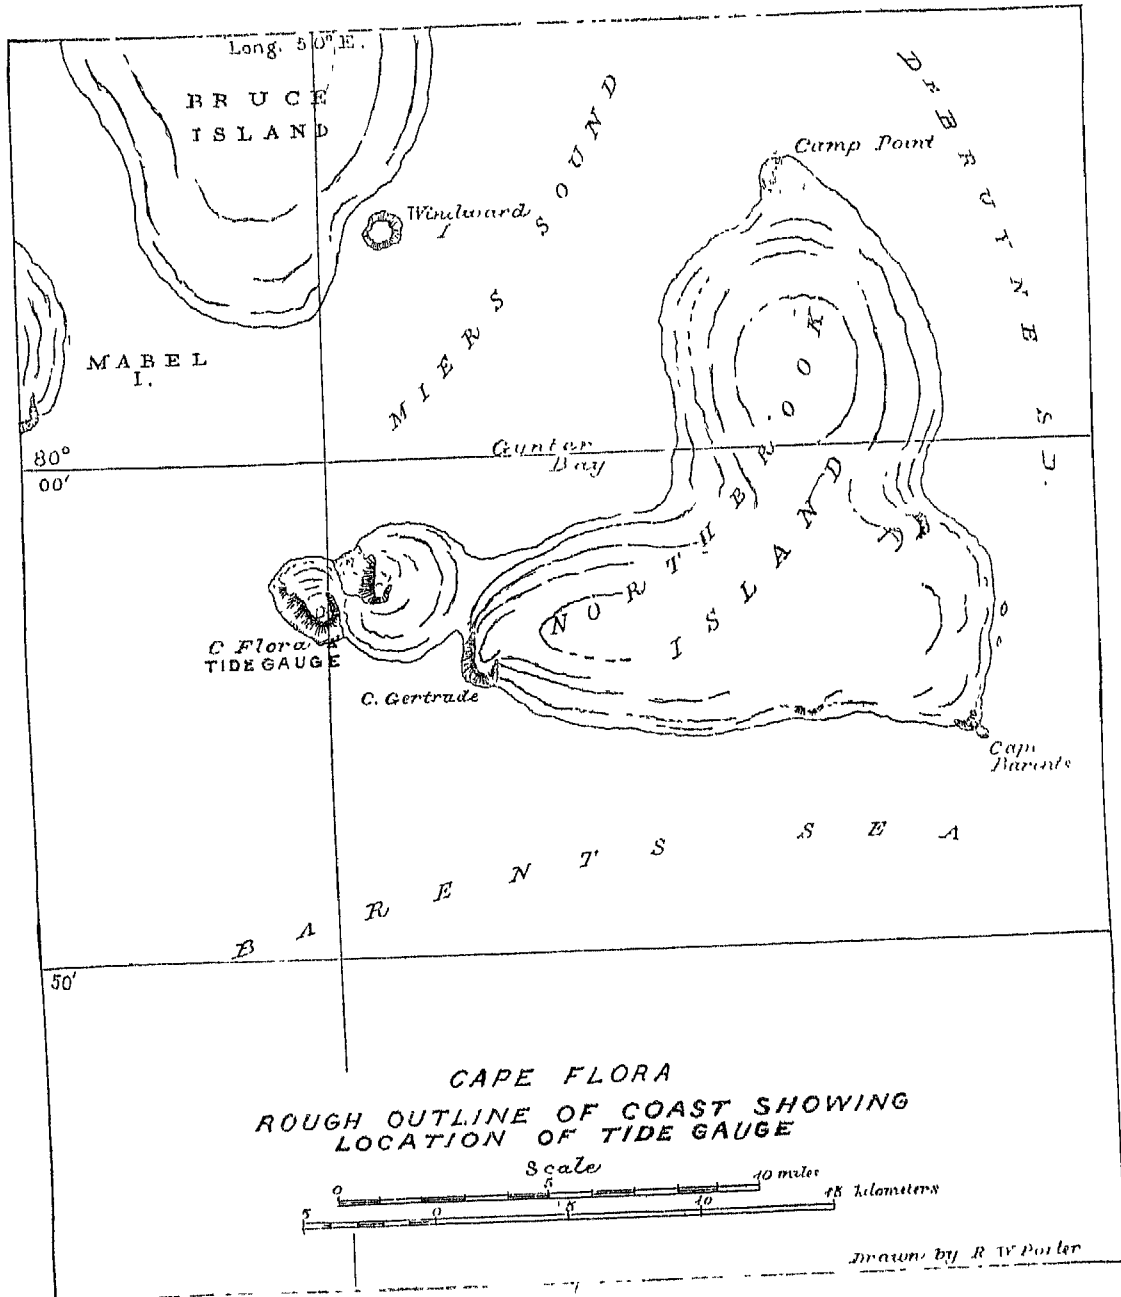 Long. 50° E.
BRUCE
ISLAND
MIERS SOUND
DE BRUYNE SD.
Camp Point
Windward
I
MABEL
I.
Gunter
Bay
80°
00'
NORTHBROOK
ISLAND
C Flora
TIDE GAUGE
C. Gertrude
Cape
Barents
BARENTS SEA
50'
CAPE FLORA
ROUGH OUTLINE OF COAST SHOWING
LOCATION OF TIDE GAUGE
Scale
0 5 10 miles
5 0 5 10 15 kilometers
Drawn by R W Porter